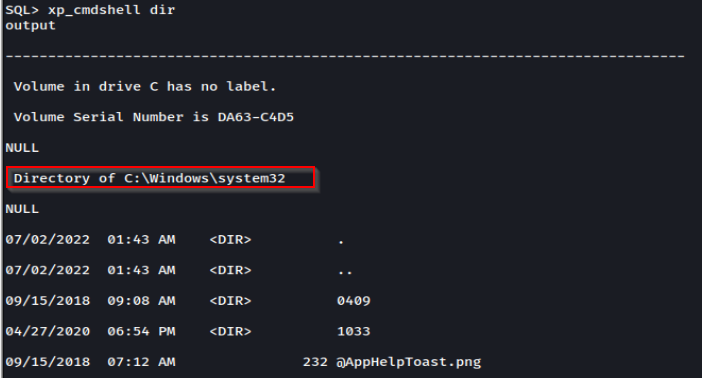 SQL> xp_cmdshell dir
output
--------------------------------------------------------------------------------
Volume in drive C has no label.
Volume Serial Number is DA63-C4D5
NULL
Directory of C:\Windows\system32
NULL
07/02/2022  01:43 AM    <DIR>          .
07/02/2022  01:43 AM    <DIR>          ..
09/15/2018  09:08 AM    <DIR>          0409
04/27/2020  06:54 PM    <DIR>          1033
09/15/2018  07:12 AM               232 @AppHelpToast.png